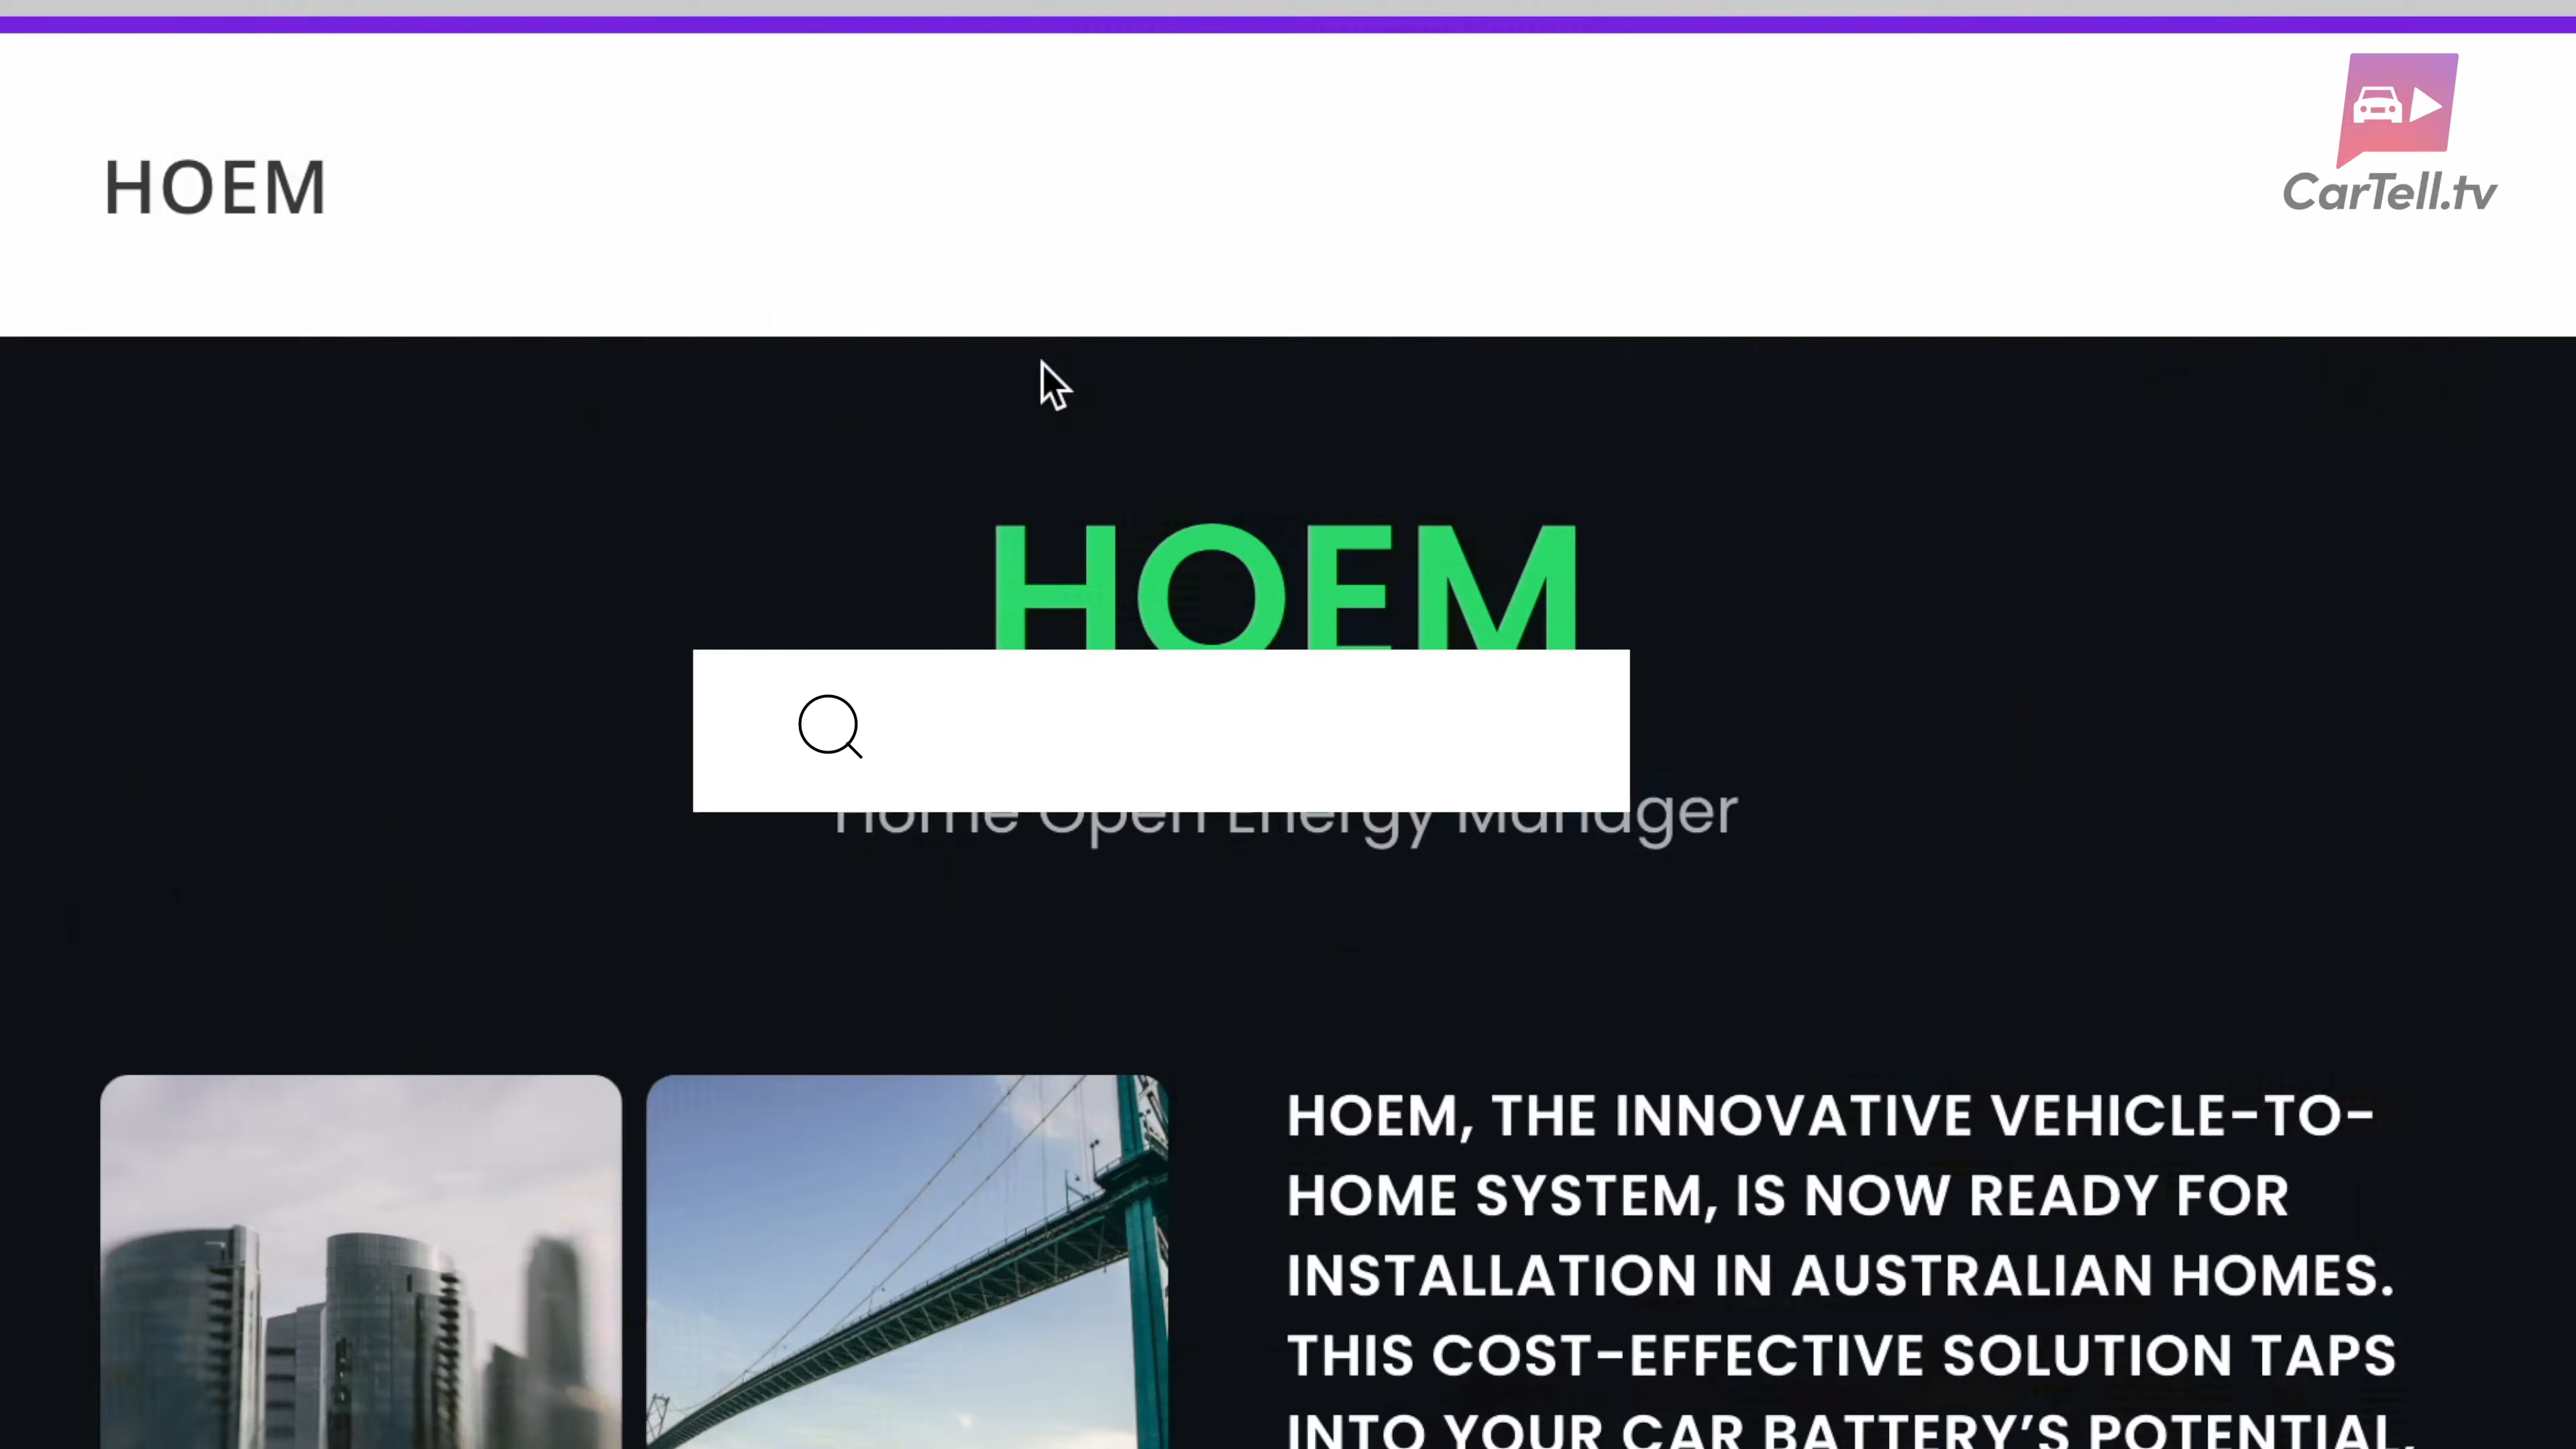 HOEM
CarTell.tv
HOEM
Home Open Energy Manager
HOEM, THE INNOVATIVE VEHICLE-TO-
HOME SYSTEM, IS NOW READY FOR
INSTALLATION IN AUSTRALIAN HOMES.
THIS COST-EFFECTIVE SOLUTION TAPS
INTO YOUR CAR BATTERY’S POTENTIAL,